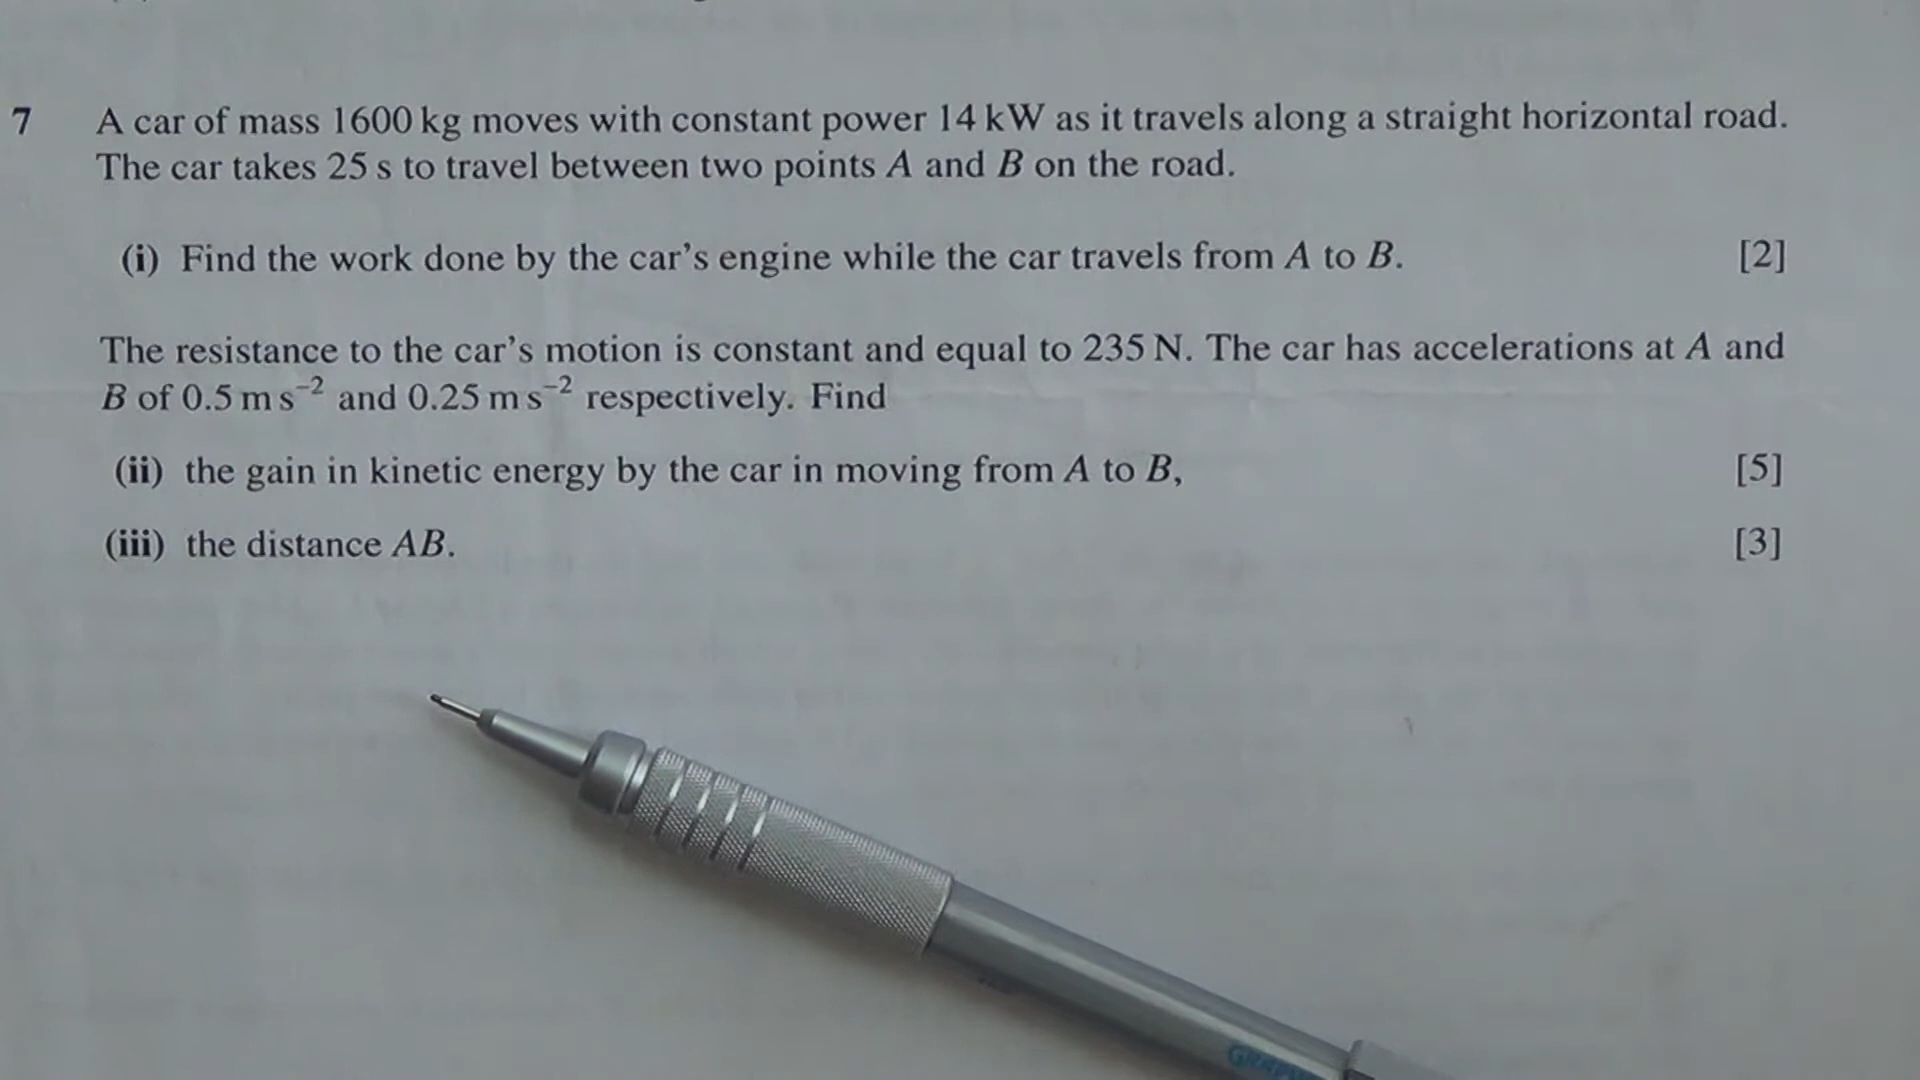 7 A car of mass 1600 kg moves with constant power 14 kW as it travels along a straight horizontal road.
The car takes 25 s to travel between two points A and B on the road.
(i) Find the work done by the car's engine while the car travels from A to B. [2]
The resistance to the car's motion is constant and equal to 235 N. The car has accelerations at A and
B of 0.5 m s⁻² and 0.25 m s⁻² respectively. Find
(ii) the gain in kinetic energy by the car in moving from A to B, [5]
(iii) the distance AB. [3]